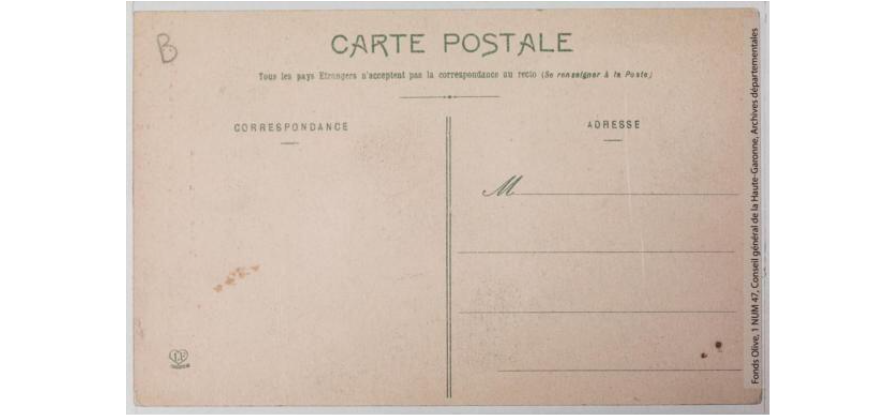 B
CARTE POSTALE
Tous les pays Etrangers n'acceptent pas la correspondance au recto (Se renseigner à la Poste)
CORRESPONDANCE
ADRESSE
M
Fonds Olive, 1 NUM 47, Conseil général de la Haute-Garonne, Archives départementales